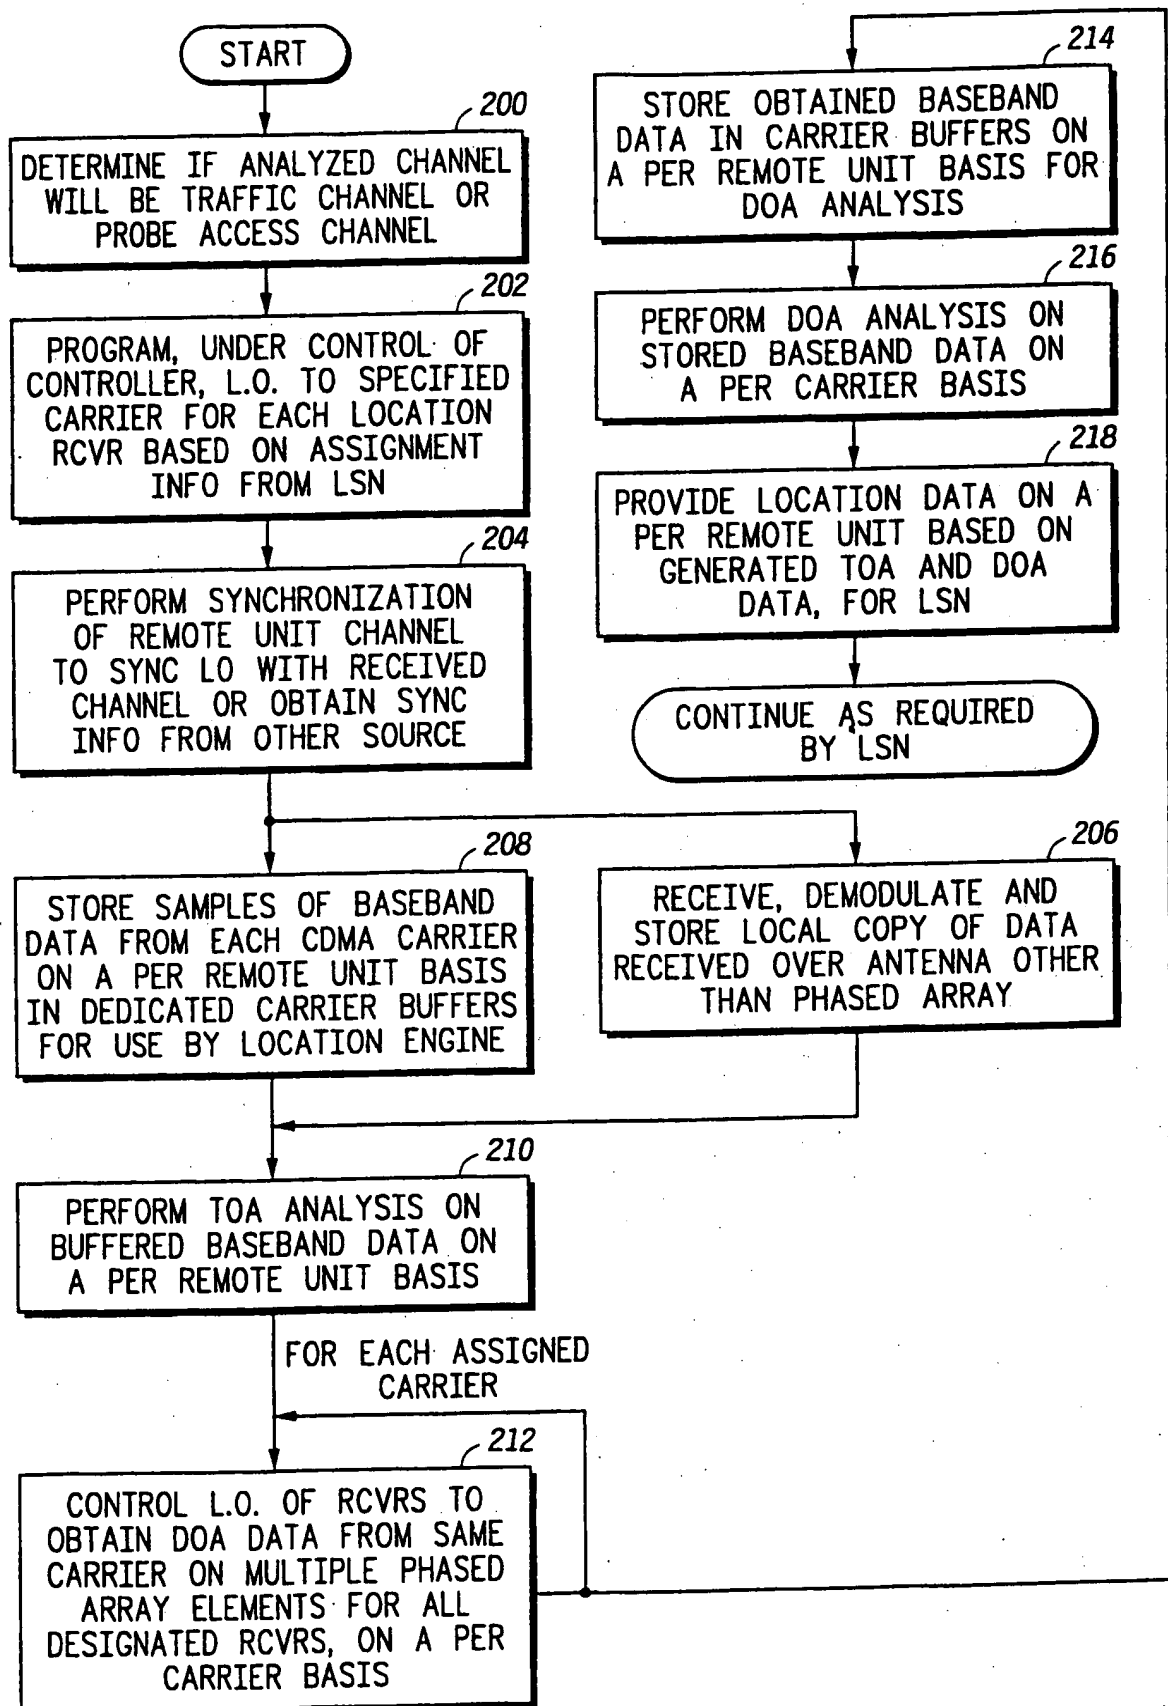 START
200
DETERMINE IF ANALYZED CHANNEL
WILL BE TRAFFIC CHANNEL OR
PROBE ACCESS CHANNEL
202
PROGRAM, UNDER CONTROL OF
CONTROLLER, L.O. TO SPECIFIED
CARRIER FOR EACH LOCATION
RCVR BASED ON ASSIGNMENT
INFO FROM LSN
204
PERFORM SYNCHRONIZATION
OF REMOTE UNIT CHANNEL
TO SYNC LO WITH RECEIVED
CHANNEL OR OBTAIN SYNC
INFO FROM OTHER SOURCE
208
STORE SAMPLES OF BASEBAND
DATA FROM EACH CDMA CARRIER
ON A PER REMOTE UNIT BASIS
IN DEDICATED CARRIER BUFFERS
FOR USE BY LOCATION ENGINE
206
RECEIVE, DEMODULATE AND
STORE LOCAL COPY OF DATA
RECEIVED OVER ANTENNA OTHER
THAN PHASED ARRAY
210
PERFORM TOA ANALYSIS ON
BUFFERED BASEBAND DATA ON
A PER REMOTE UNIT BASIS
FOR EACH ASSIGNED
CARRIER
212
CONTROL L.O. OF RCVRS TO
OBTAIN DOA DATA FROM SAME
CARRIER ON MULTIPLE PHASED
ARRAY ELEMENTS FOR ALL
DESIGNATED RCVRS, ON A PER
CARRIER BASIS
214
STORE OBTAINED BASEBAND
DATA IN CARRIER BUFFERS ON
A PER REMOTE UNIT BASIS FOR
DOA ANALYSIS
216
PERFORM DOA ANALYSIS ON
STORED BASEBAND DATA ON
A PER CARRIER BASIS
218
PROVIDE LOCATION DATA ON A
PER REMOTE UNIT BASED ON
GENERATED TOA AND DOA
DATA, FOR LSN
CONTINUE AS REQUIRED
BY LSN